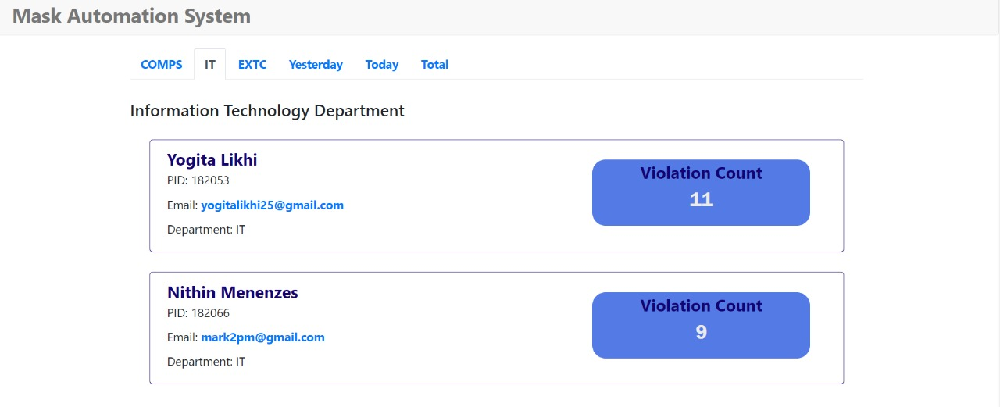 Mask Automation System
COMPS IT EXTC Yesterday Today Total
Information Technology Department
Yogita Likhi
PID: 182053
Email: yogitalikhi25@gmail.com
Department: IT
Violation Count
11
Nithin Menenzes
PID: 182066
Email: mark2pm@gmail.com
Department: IT
Violation Count
9